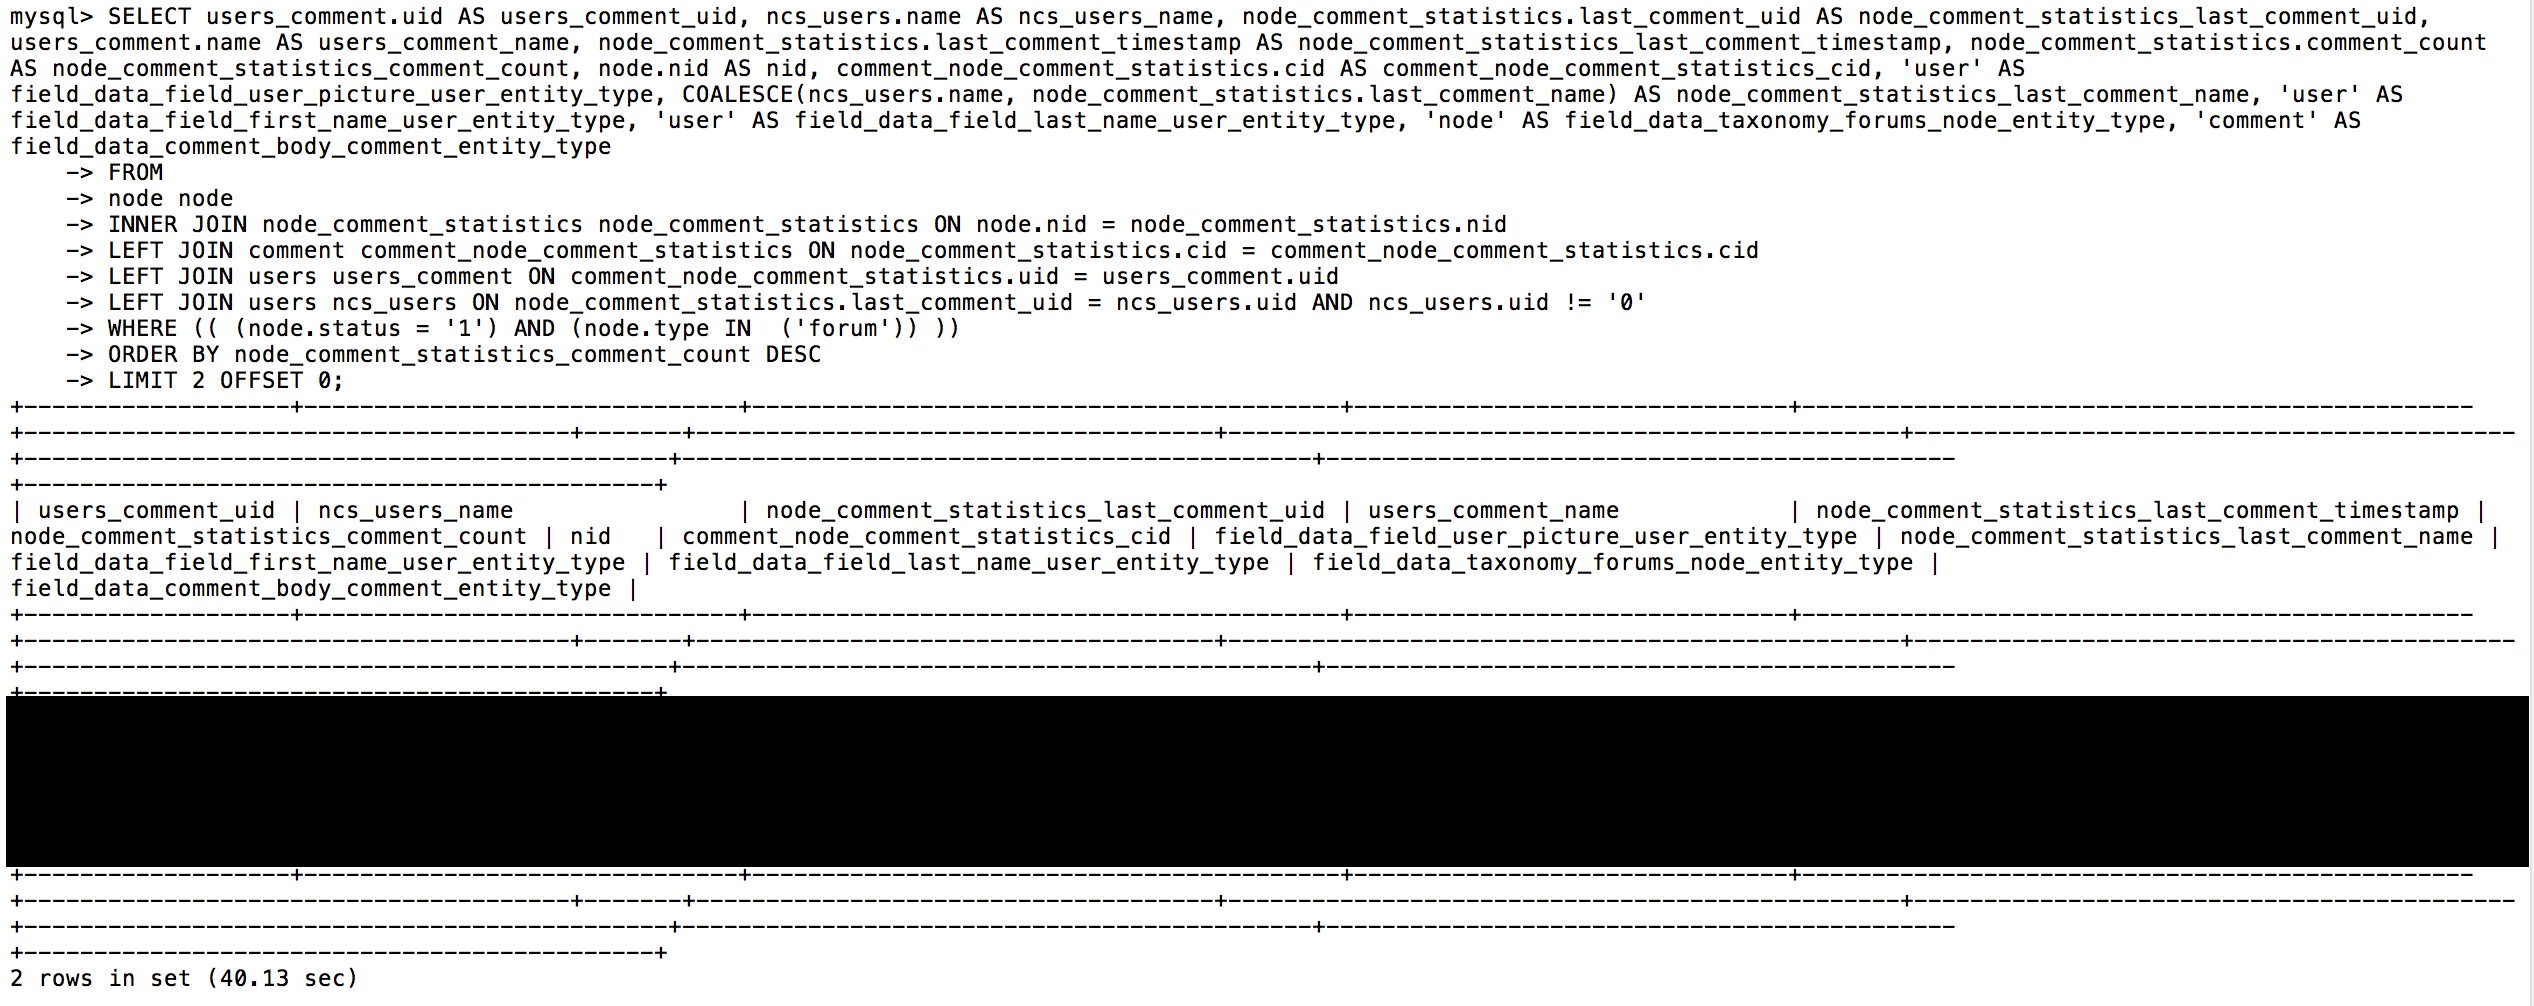 mysql> SELECT users_comment.uid AS users_comment_uid, ncs_users.name AS ncs_users_name, node_comment_statistics.last_comment_uid AS node_comment_statistics_last_comment_uid,
users_comment.name AS users_comment_name, node_comment_statistics.last_comment_timestamp AS node_comment_statistics_last_comment_timestamp, node_comment_statistics.comment_count
AS node_comment_statistics_comment_count, node.nid AS nid, comment_node_comment_statistics.cid AS comment_node_comment_statistics_cid, 'user' AS
field_data_field_user_picture_user_entity_type, COALESCE(ncs_users.name, node_comment_statistics.last_comment_name) AS node_comment_statistics_last_comment_name, 'user' AS
field_data_field_first_name_user_entity_type, 'user' AS field_data_field_last_name_user_entity_type, 'node' AS field_data_taxonomy_forums_node_entity_type, 'comment' AS
field_data_comment_body_comment_entity_type
    -> FROM
    -> node node
    -> INNER JOIN node_comment_statistics node_comment_statistics ON node.nid = node_comment_statistics.nid
    -> LEFT JOIN comment comment_node_comment_statistics ON node_comment_statistics.cid = comment_node_comment_statistics.cid
    -> LEFT JOIN users users_comment ON comment_node_comment_statistics.uid = users_comment.uid
    -> LEFT JOIN users ncs_users ON node_comment_statistics.last_comment_uid = ncs_users.uid AND ncs_users.uid != '0'
    -> WHERE (( (node.status = '1') AND (node.type IN  ('forum')) ))
    -> ORDER BY node_comment_statistics_comment_count DESC
    -> LIMIT 2 OFFSET 0;
| users_comment_uid | ncs_users_name | node_comment_statistics_last_comment_uid | users_comment_name | node_comment_statistics_last_comment_timestamp |
node_comment_statistics_comment_count | nid | comment_node_comment_statistics_cid | field_data_field_user_picture_user_entity_type | node_comment_statistics_last_comment_name |
field_data_field_first_name_user_entity_type | field_data_field_last_name_user_entity_type | field_data_taxonomy_forums_node_entity_type |
field_data_comment_body_comment_entity_type |
2 rows in set (40.13 sec)